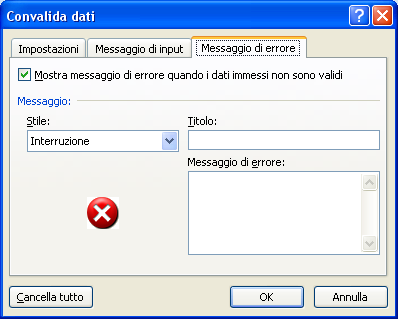 Convalida dati
Impostazioni Messaggio di input Messaggio di errore
Mostra messaggio di errore quando i dati immessi non sono validi
Messaggio:
Stile: Titolo:
Interruzione
Messaggio di errore:
Cancella tutto OK Annulla